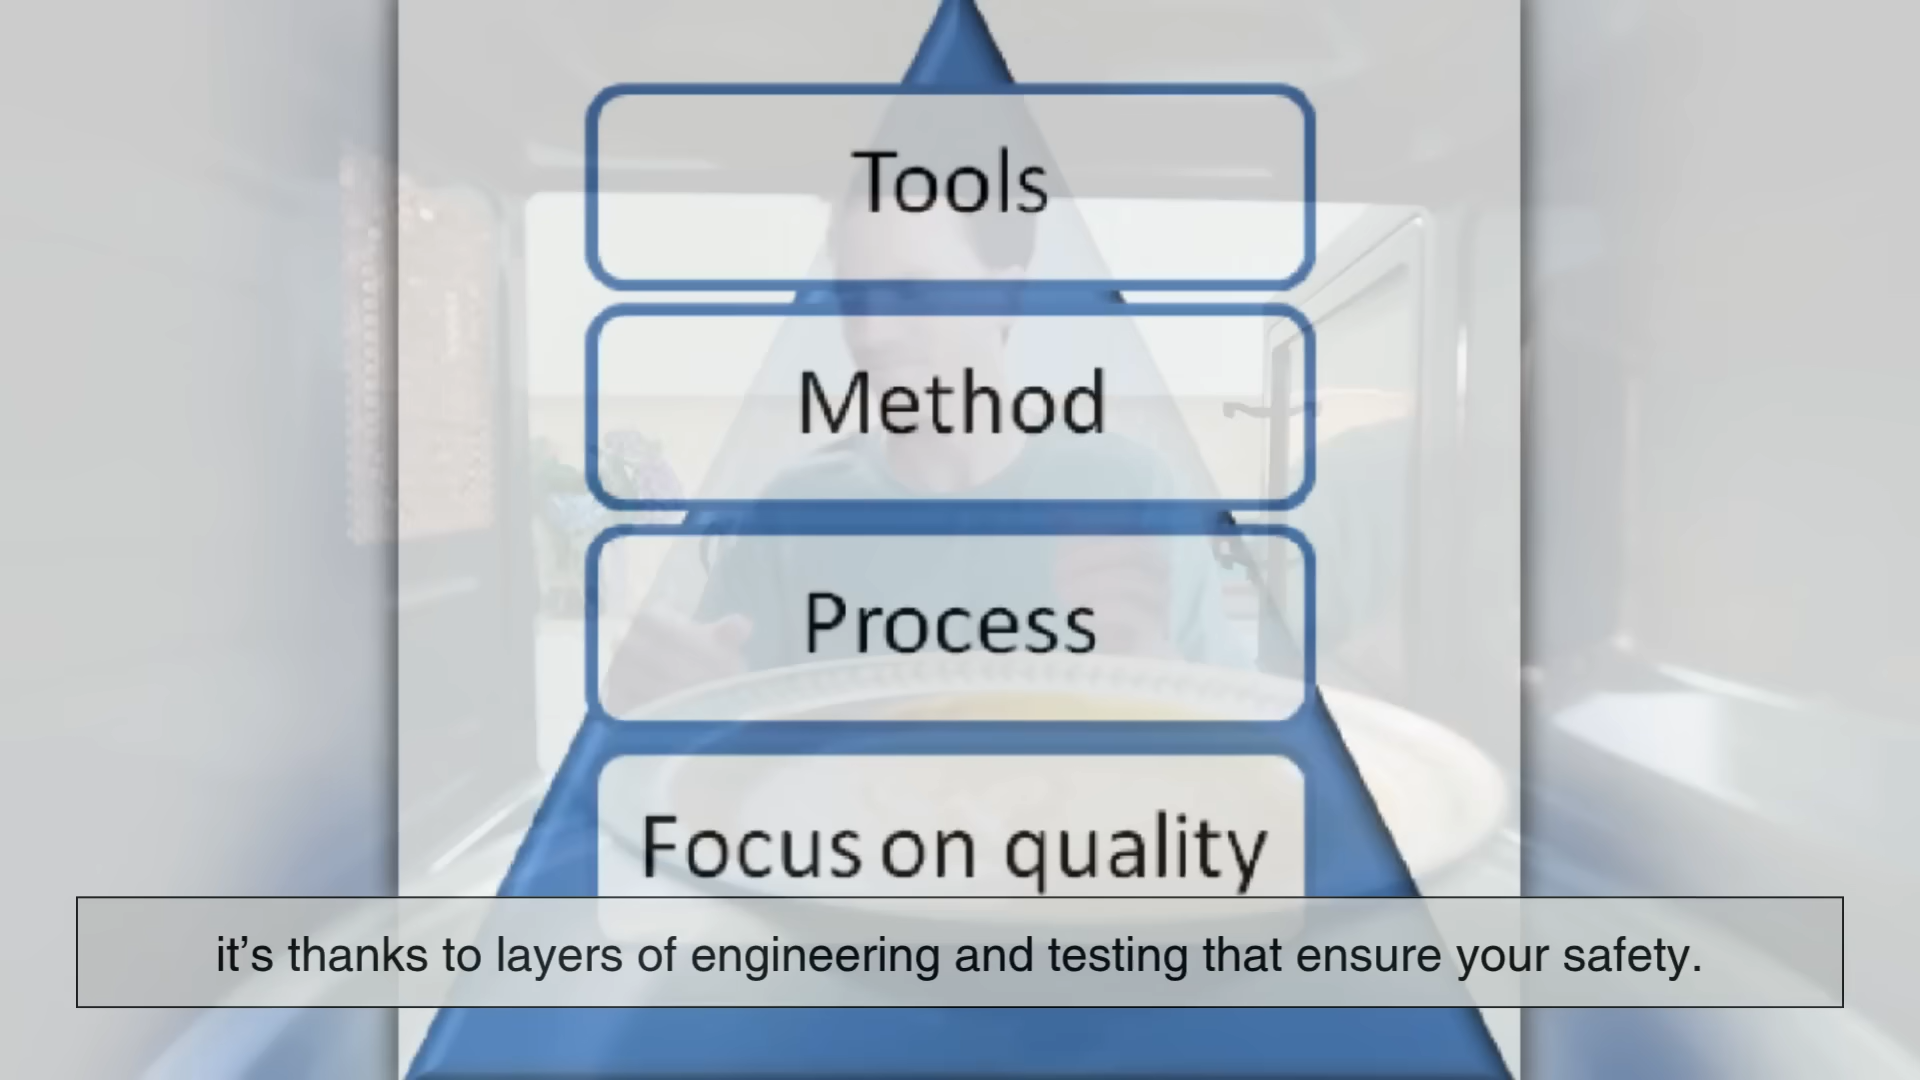 Tools
Method
Process
Focus on quality
it’s thanks to layers of engineering and testing that ensure your safety.